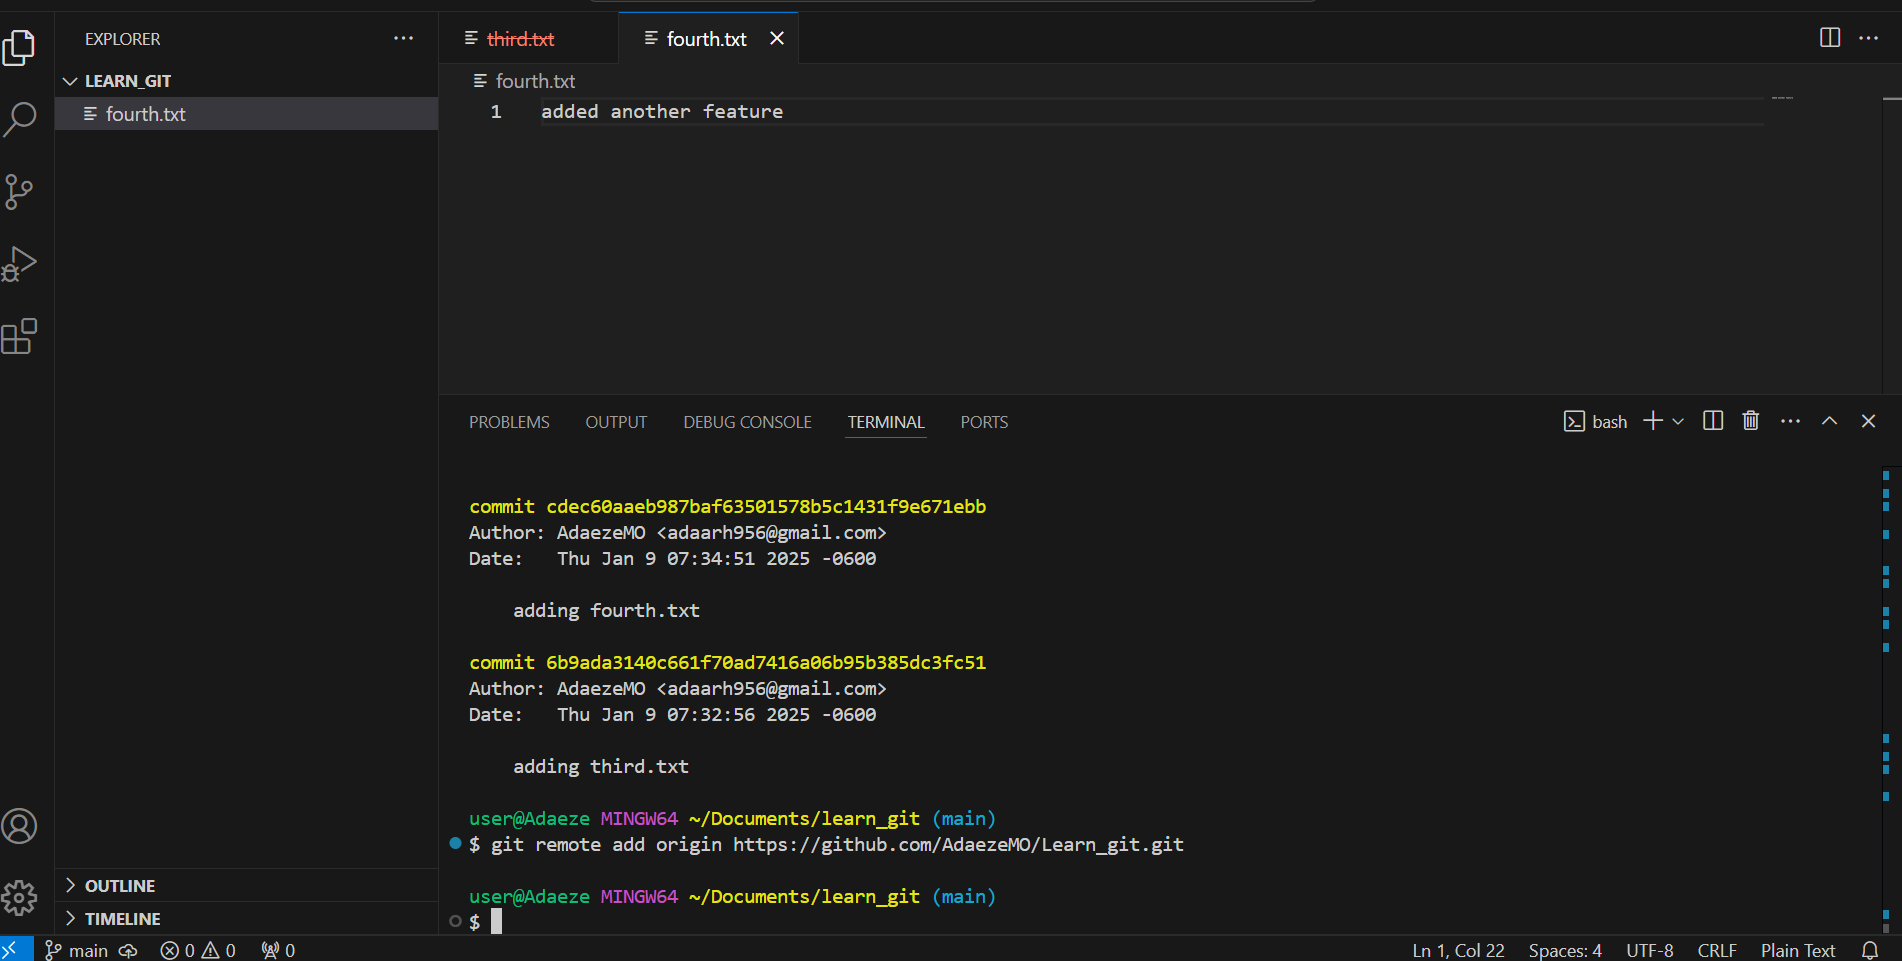 EXPLORER
LEARN_GIT
fourth.txt
third.txt
fourth.txt
fourth.txt
1 added another feature
PROBLEMS OUTPUT DEBUG CONSOLE TERMINAL PORTS
bash
commit cdec60aaeb987baf63501578b5c1431f9e671ebb
Author: AdaezeMO <adaarh956@gmail.com>
Date:   Thu Jan 9 07:34:51 2025 -0600
adding fourth.txt
commit 6b9ada3140c661f70ad7416a06b95b385dc3fc51
Author: AdaezeMO <adaarh956@gmail.com>
Date:   Thu Jan 9 07:32:56 2025 -0600
adding third.txt
user@Adaeze MINGW64 ~/Documents/learn_git (main)
$ git remote add origin https://github.com/AdaezeMO/Learn_git.git
user@Adaeze MINGW64 ~/Documents/learn_git (main)
$
OUTLINE
TIMELINE
main 0 0 0 Ln 1, Col 22 Spaces: 4 UTF-8 CRLF Plain Text